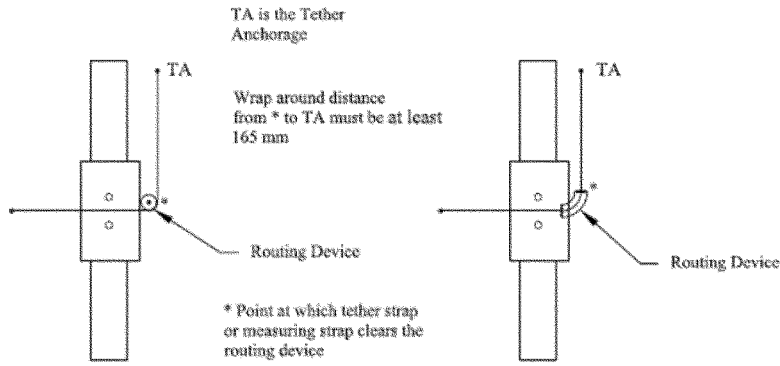 TA is the Tether
Anchorage
TA
TA
Wrap around distance
from * to TA must be at least
165 mm
*
*
Routing Device
Routing Device
* Point at which tether strap
or measuring strap clears the
routing device